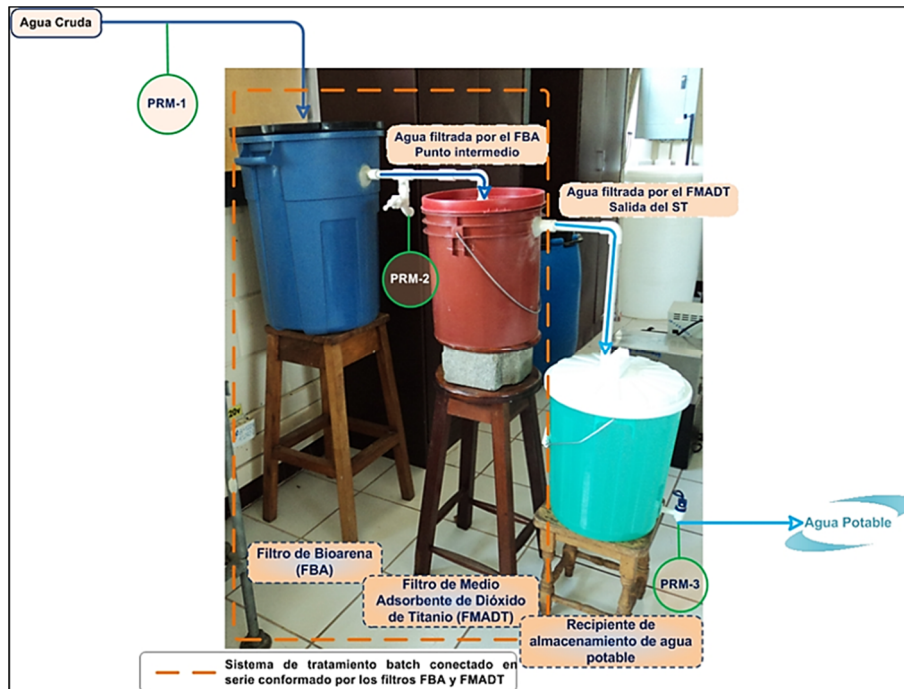 Agua Cruda
PRM-1
Agua filtrada por el FBA
Punto intermedio
Agua filtrada por el FMADT
Salida del ST
PRM-2
20v
Filtro de Bioarena
(FBA)
Filtro de Medio
Adsorbente de Dióxido
de Titanio (FMADT)
PRM-3
Agua Potable
Recipiente de
almacenamiento de agua
potable
Sistema de tratamiento batch conectado en
serie conformado por los filtros FBA y FMADT